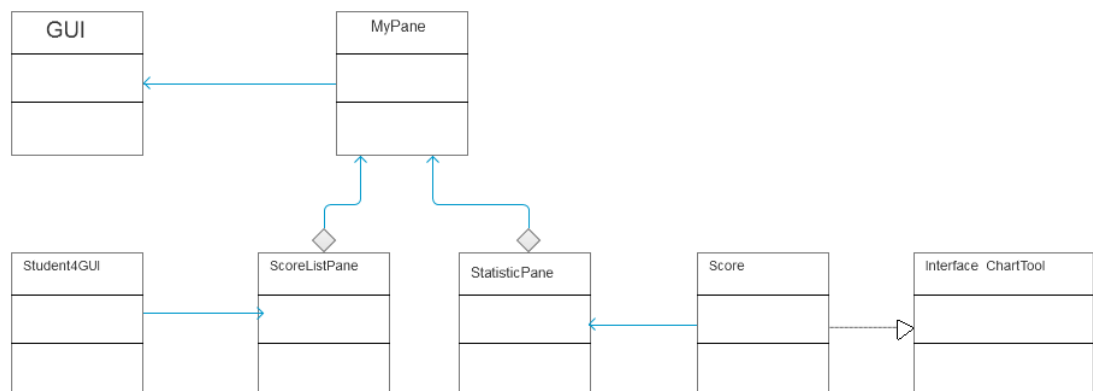 GUI
MyPane
Student4GUI
ScoreListPane
StatisticPane
Score
Interface ChartTool